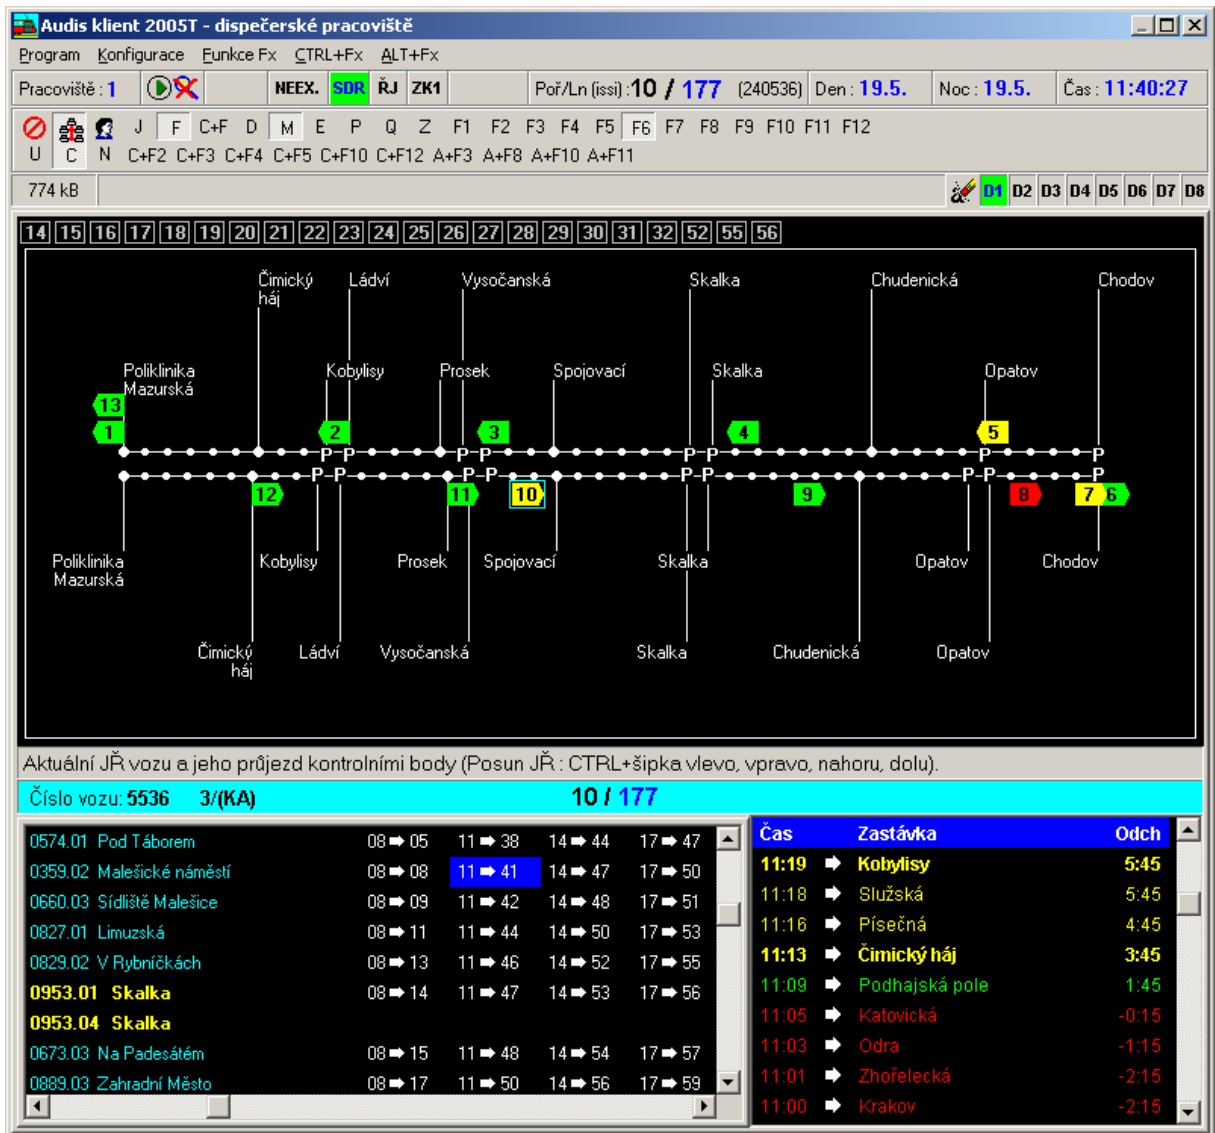 Audis klient 2005T - dispečerské pracoviště
Program Konfigurace Funkce Fx CTRL+Fx ALT+Fx
Pracoviště : 1 NEEX. SDR ŘJ ZK1 Poř/Ln (issi) : 10 / 177 (240536) Den : 19.5. Noc : 19.5. Čas : 11:40:27
J F C+F D M E P Q Z F1 F2 F3 F4 F5 F6 F7 F8 F9 F10 F11 F12
U C N C+F2 C+F3 C+F4 C+F5 C+F10 C+F12 A+F3 A+F8 A+F10 A+F11
774 kB D1 D2 D3 D4 D5 D6 D7 D8
14 15 16 17 18 19 20 21 22 23 24 25 26 27 28 29 30 31 32 52 55 56
Čimický háj Ládví Vysočanská Skalka Chudenická Chodov
Poliklinika Mazurská Kobylisy Prosek Spojovací Skalka Opatov
13
1 2 3 4 5
P P P P P P P P
P P P P P P P P P
12 11 10 9 8 7 6
Poliklinika Mazurská Kobylisy Prosek Spojovací Skalka Opatov Chodov
Čimický háj Ládví Vysočanská Skalka Chudenická Opatov
Aktuální JŘ vozu a jeho průjezd kontrolními body (Posun JŘ : CTRL+šipka vlevo, vpravo, nahoru, dolu).
Číslo vozu: 5536 3/(KA) 10 / 177
0574.01 Pod Táborem 08 ➡ 05 11 ➡ 38 14 ➡ 44 17 ➡ 47
0359.02 Malešické náměstí 08 ➡ 08 11 ➡ 41 14 ➡ 47 17 ➡ 50
0660.03 Sídliště Malešice 08 ➡ 09 11 ➡ 42 14 ➡ 48 17 ➡ 51
0827.01 Limuzská 08 ➡ 11 11 ➡ 44 14 ➡ 50 17 ➡ 53
0829.02 V Rybníčkách 08 ➡ 13 11 ➡ 46 14 ➡ 52 17 ➡ 55
0953.01 Skalka 08 ➡ 14 11 ➡ 47 14 ➡ 53 17 ➡ 56
0953.04 Skalka
0673.03 Na Padesátém 08 ➡ 15 11 ➡ 48 14 ➡ 54 17 ➡ 57
0889.03 Zahradní Město 08 ➡ 17 11 ➡ 50 14 ➡ 56 17 ➡ 59
Čas Zastávka Odch
11:19 ➡ Kobylisy 5:45
11:18 ➡ Služská 5:45
11:16 ➡ Písečná 4:45
11:13 ➡ Čimický háj 3:45
11:09 ➡ Podhajská pole 1:45
11:05 ➡ Katovická -0:15
11:03 ➡ Odra -1:15
11:01 ➡ Zhořelecká -2:15
11:00 ➡ Krakov -2:15